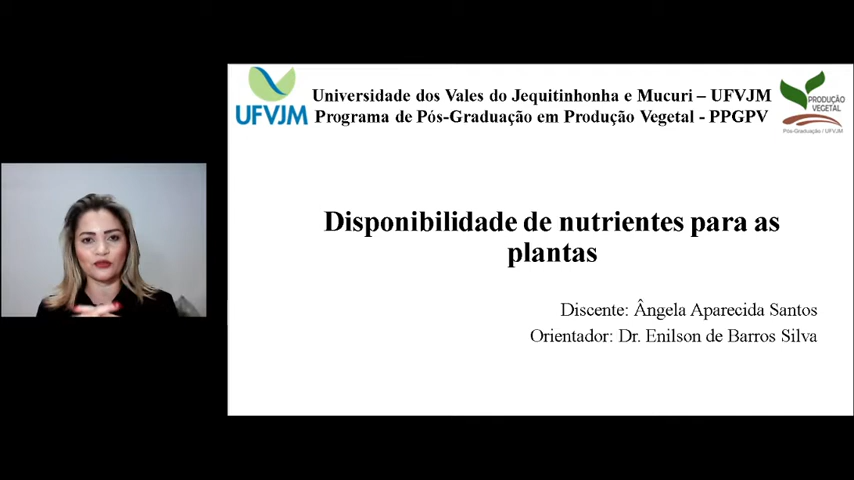 UFVJM
Universidade dos Vales do Jequitinhonha e Mucuri – UFVJM
Programa de Pós-Graduação em Produção Vegetal - PPGPV
PRODUÇÃO
VEGETAL
Pós-Graduação / UFVJM
Disponibilidade de nutrientes para as
plantas
Discente: Ângela Aparecida Santos
Orientador: Dr. Enilson de Barros Silva